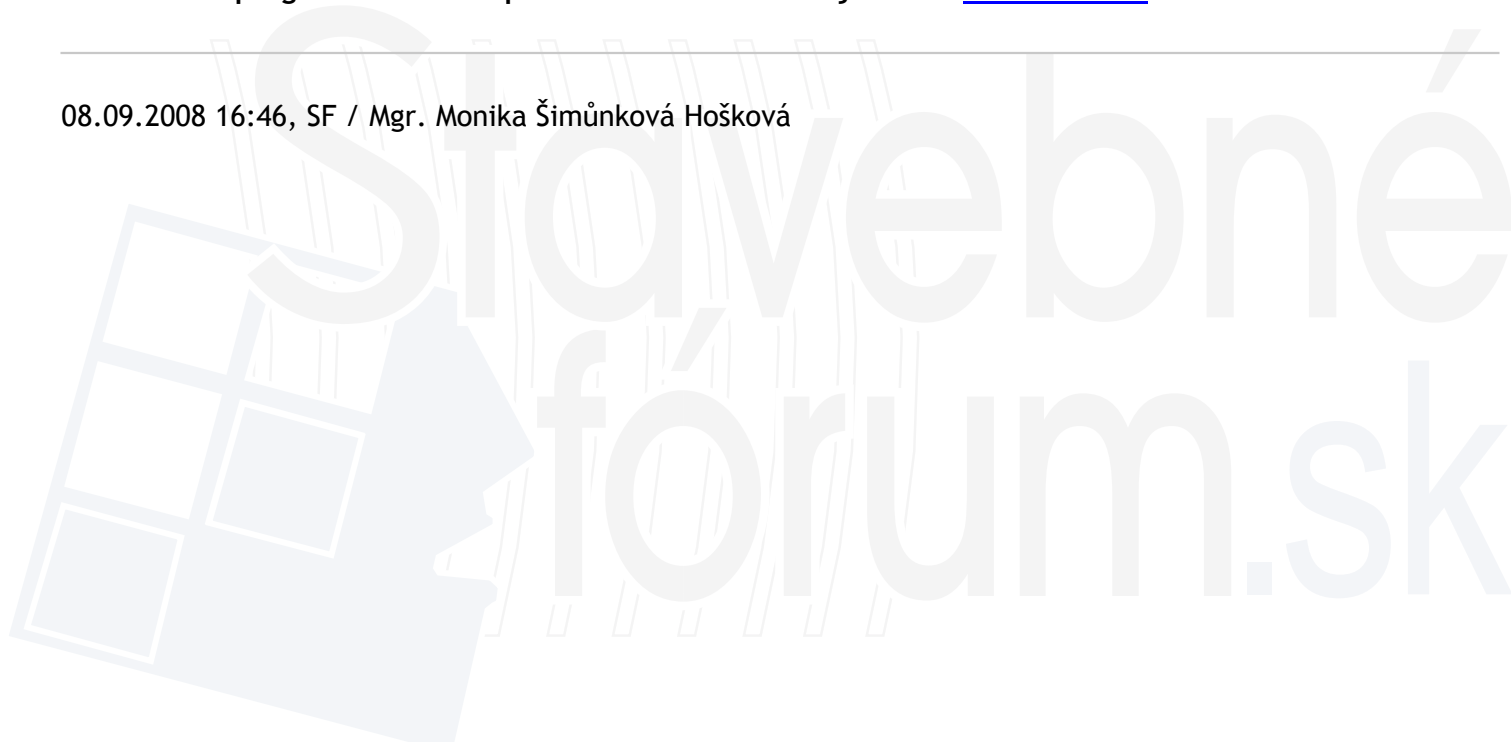 08.09.2008 16:46, SF / Mgr. Monika Šimůnková Hošková
Stavebné
fórum.sk